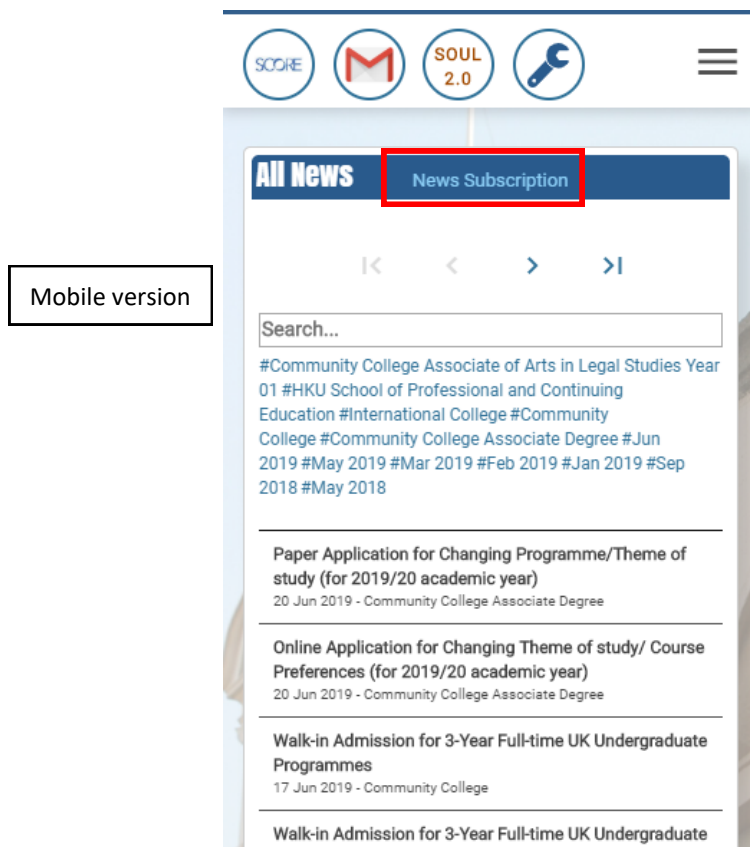 SCORE
SOUL
2.0
All News
News Subscription
Mobile version
Search...
#Community College Associate of Arts in Legal Studies Year
01 #HKU School of Professional and Continuing
Education #International College #Community
College #Community College Associate Degree #Jun
2019 #May 2019 #Mar 2019 #Feb 2019 #Jan 2019 #Sep
2018 #May 2018
Paper Application for Changing Programme/Theme of
study (for 2019/20 academic year)
20 Jun 2019 - Community College Associate Degree
Online Application for Changing Theme of study/ Course
Preferences (for 2019/20 academic year)
20 Jun 2019 - Community College Associate Degree
Walk-in Admission for 3-Year Full-time UK Undergraduate
Programmes
17 Jun 2019 - Community College
Walk-in Admission for 3-Year Full-time UK Undergraduate